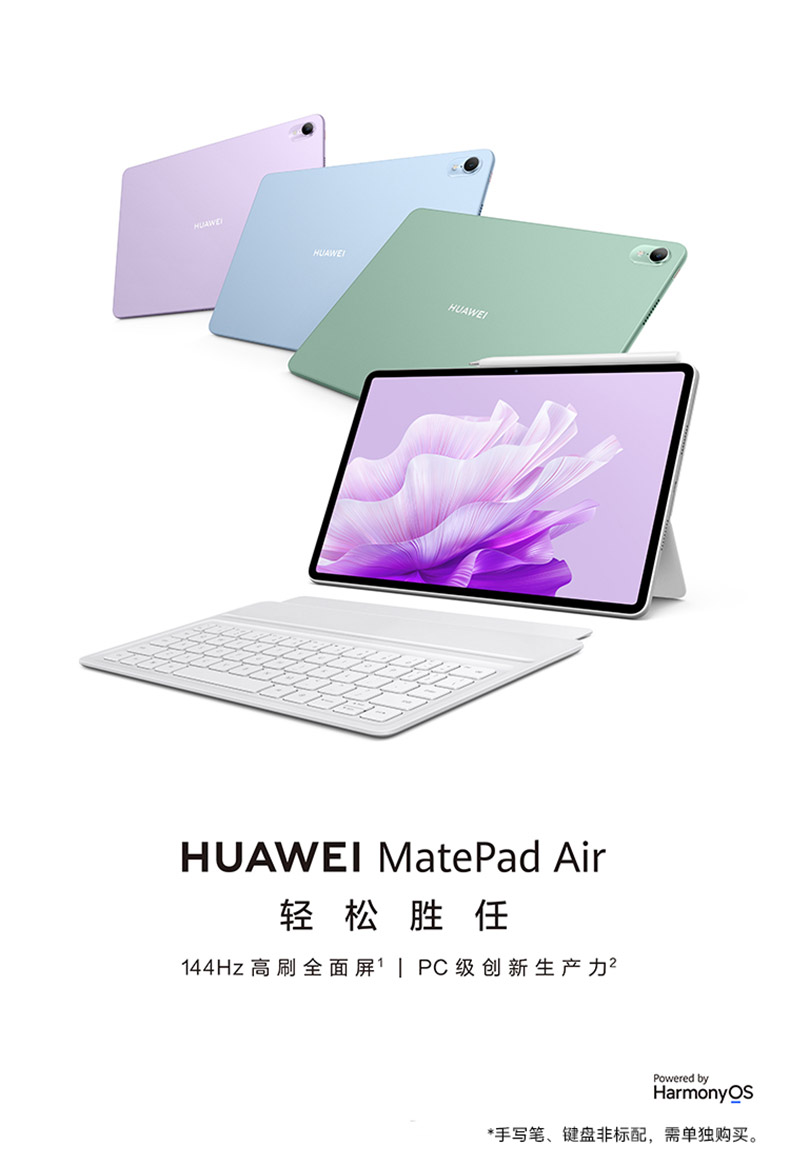 HUAWEI
HUAWEI
HUAWEI
HUAWEI MatePad Air
轻松胜任
144Hz 高刷全面屏¹ | PC 级创新生产力²
Powered by
HarmonyOS
*手写笔、键盘非标配，需单独购买。